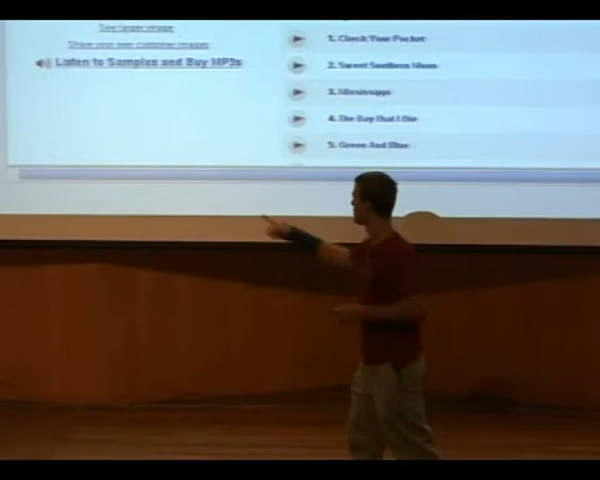 See larger image
Share your own customer images
Listen to Samples and Buy MP3s
1. Check Your Pocket
2. Sweet Southern Moon
3. Mississippi
4. The Day That I Die
5. Green And Blue